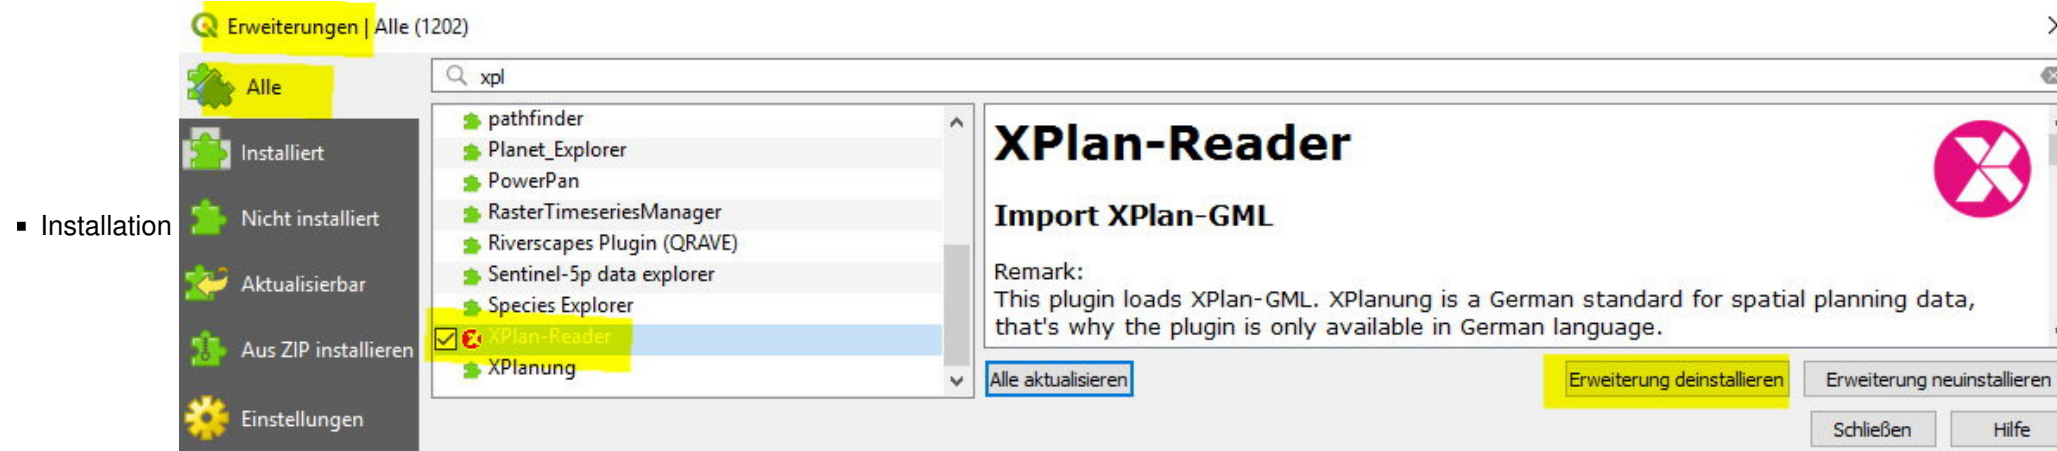 Erweiterungen | Alle (1202)
Alle
xpl
Installiert
Nicht installiert
Aktualisierbar
Aus ZIP installieren
Einstellungen
▪ Installation
pathfinder
Planet_Explorer
PowerPan
RasterTimeseriesManager
Riverscapes Plugin (QRAVE)
Sentinel-5p data explorer
Species Explorer
XPlan-Reader
XPlanung
XPlan-Reader
Import XPlan-GML
Remark:
This plugin loads XPlan-GML. XPlanung is a German standard for spatial planning data,
that's why the plugin is only available in German language.
Alle aktualisieren
Erweiterung deinstallieren
Erweiterung neuinstallieren
Schließen
Hilfe